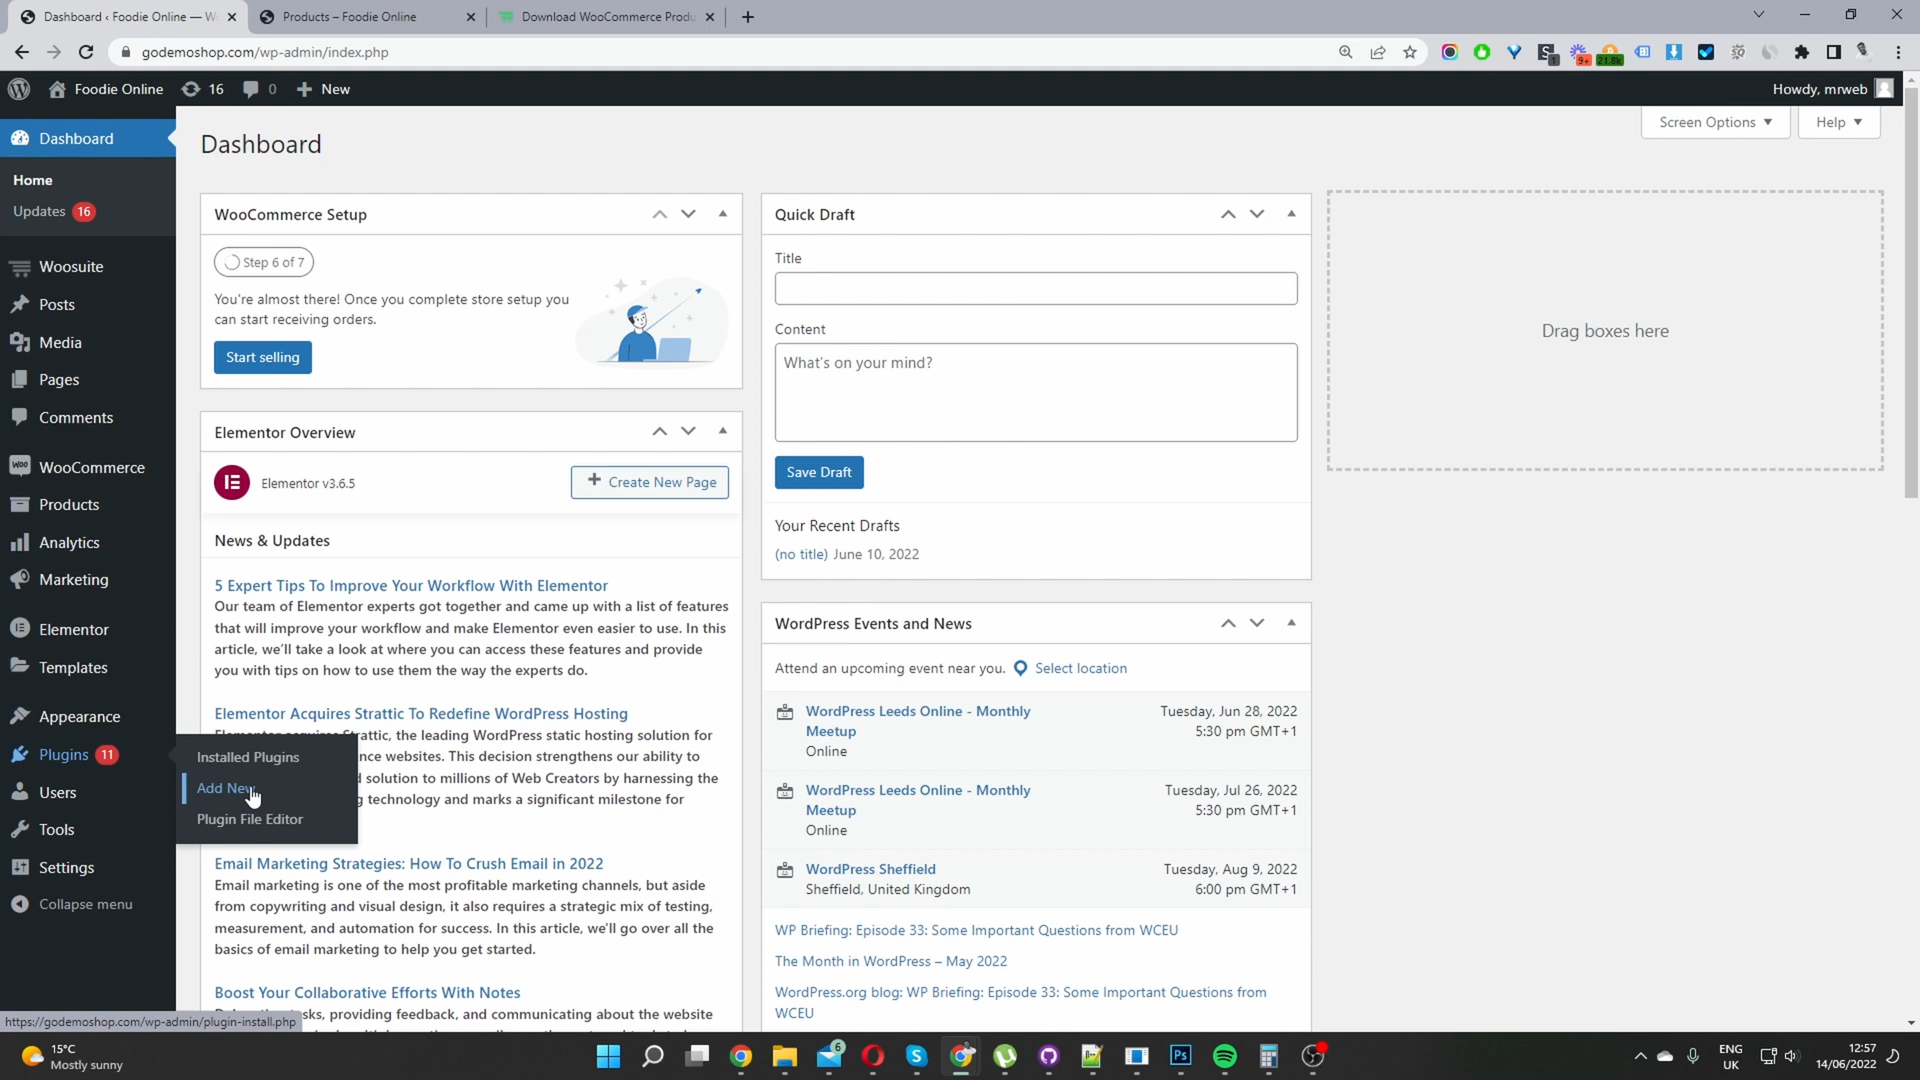 Dashboard ‹ Foodie Online — W
Products – Foodie Online
Download WooCommerce Produ
godemoshop.com/wp-admin/index.php
9+
21.8k
Foodie Online
16
0
New
Howdy, mrweb
Dashboard
Home
Updates 16
Woosuite
Posts
Media
Pages
Comments
WooCommerce
Products
Analytics
Marketing
Elementor
Templates
Appearance
Plugins 11
Users
Tools
Settings
Collapse menu
Installed Plugins
Add New
Plugin File Editor
Dashboard
Screen Options
Help
WooCommerce Setup
Step 6 of 7
You're almost there! Once you complete store setup you
can start receiving orders.
Start selling
Elementor Overview
Elementor v3.6.5
Create New Page
News & Updates
5 Expert Tips To Improve Your Workflow With Elementor
Our team of Elementor experts got together and came up with a list of features
that will improve your workflow and make Elementor even easier to use. In this
article, we'll take a look at where you can access these features and provide
you with tips on how to use them the way the experts do.
Elementor Acquires Strattic To Redefine WordPress Hosting
Strattic, the leading WordPress static hosting solution for
websites. This decision strengthens our ability to
solution to millions of Web Creators by harnessing the
technology and marks a significant milestone for
Email Marketing Strategies: How To Crush Email in 2022
Email marketing is one of the most profitable marketing channels, but aside
from copywriting and visual design, it also requires a strategic mix of testing,
measurement, and automation for success. In this article, we'll go over all the
basics of email marketing to help you get started.
Boost Your Collaborative Efforts With Notes
providing feedback, and communicating about the website
Quick Draft
Title
Content
What's on your mind?
Save Draft
Your Recent Drafts
(no title) June 10, 2022
WordPress Events and News
Attend an upcoming event near you. Select location
WordPress Leeds Online - Monthly
Meetup
Online
Tuesday, Jun 28, 2022
5:30 pm GMT+1
WordPress Leeds Online - Monthly
Meetup
Online
Tuesday, Jul 26, 2022
5:30 pm GMT+1
WordPress Sheffield
Sheffield, United Kingdom
Tuesday, Aug 9, 2022
6:00 pm GMT+1
WP Briefing: Episode 33: Some Important Questions from WCEU
The Month in WordPress – May 2022
WordPress.org blog: WP Briefing: Episode 33: Some Important Questions from
WCEU
Drag boxes here
https://godemoshop.com/wp-admin/plugin-install.php
15°C
Mostly sunny
6
Ps
ENG
UK
12:57
14/06/2022